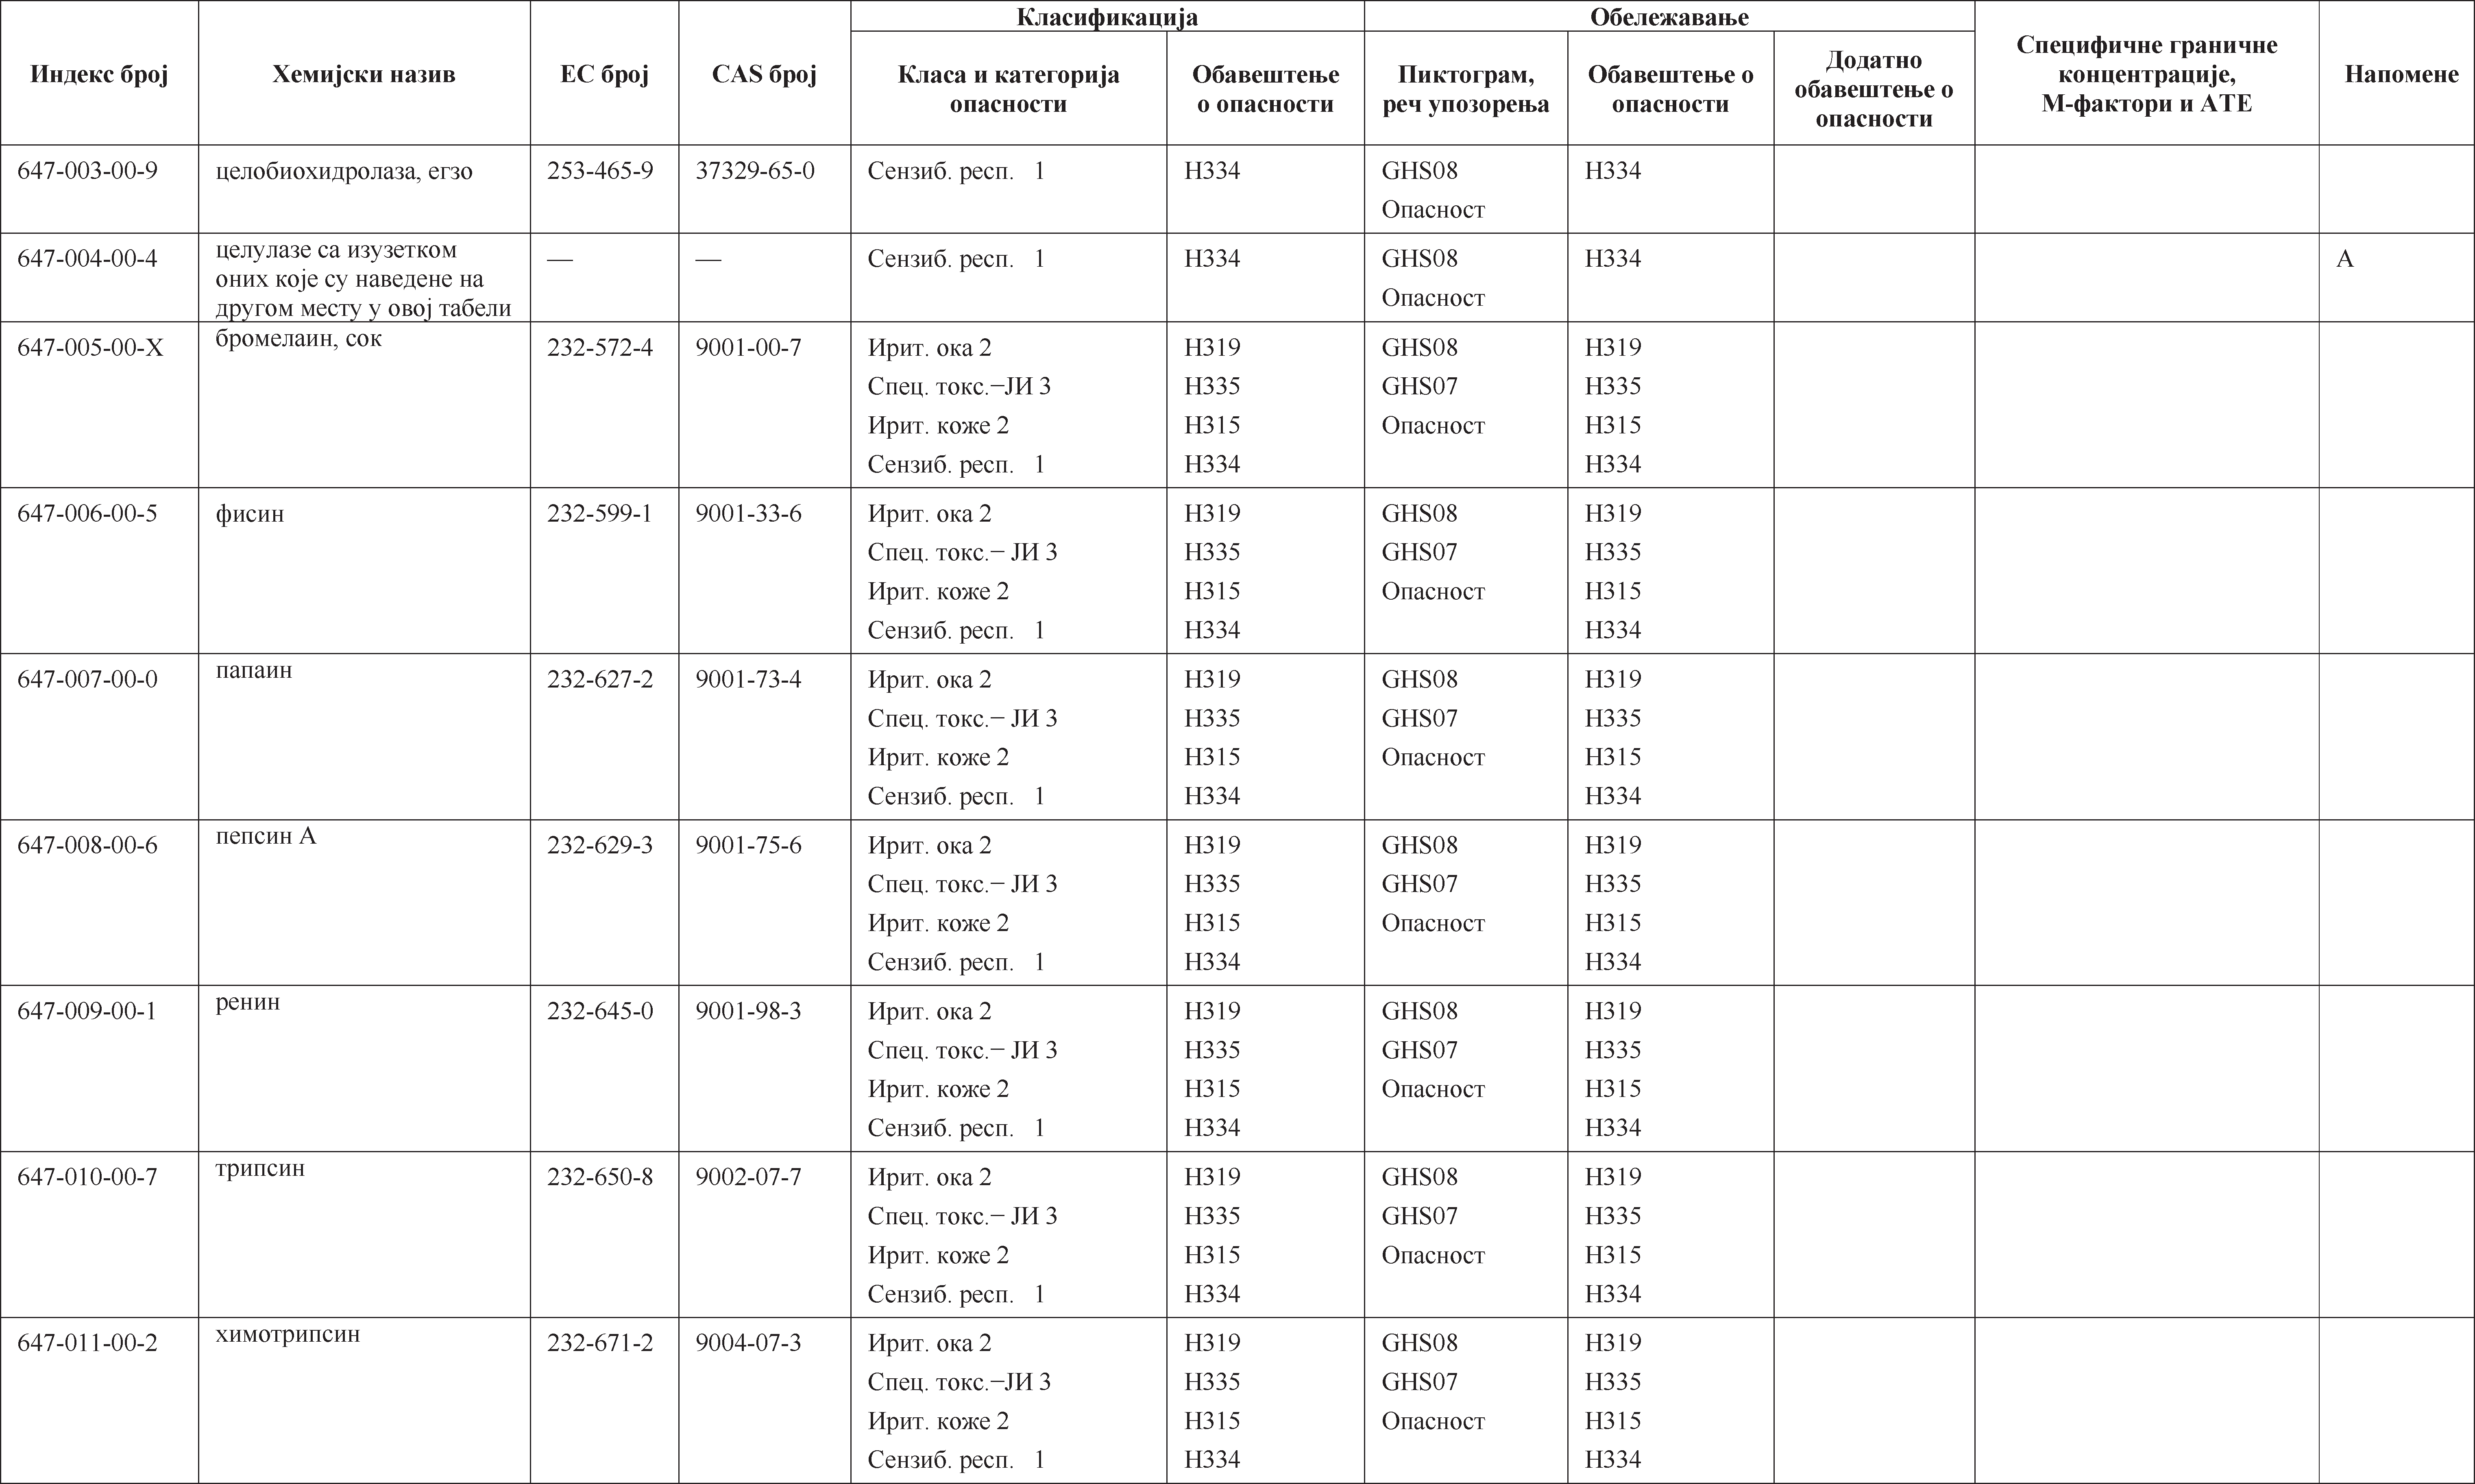 Индекс број
Хемијски назив
ЕС број
CAS број
Класификација
Обележавање
Специфичне граничне
концентрације,
М-фактори и АТЕ
Напомене
Класа и категорија
опасности
Обавештење
о опасности
Пиктограм,
реч упозорења
Обавештење о
опасности
Додатно
обавештење о
опасности
647-003-00-9
целобиохидролаза, егзо
253-465-9
37329-65-0
Сензиб. респ. 1
H334
GHS08
Опасност
H334
647-004-00-4
целулазе са изузетком
оних које су наведене на
другом месту у овој табели
—
—
Сензиб. респ. 1
H334
GHS08
Опасност
H334
А
647-005-00-X
бромелаин, сок
232-572-4
9001-00-7
Ирит. ока 2
Спец. токс.−ЈИ 3
Ирит. коже 2
Сензиб. респ. 1
H319
H335
H315
H334
GHS08
GHS07
Опасност
H319
H335
H315
H334
647-006-00-5
фисин
232-599-1
9001-33-6
Ирит. ока 2
Спец. токс.− ЈИ 3
Ирит. коже 2
Сензиб. респ. 1
H319
H335
H315
H334
GHS08
GHS07
Опасност
H319
H335
H315
H334
647-007-00-0
папаин
232-627-2
9001-73-4
Ирит. ока 2
Спец. токс.− ЈИ 3
Ирит. коже 2
Сензиб. респ. 1
H319
H335
H315
H334
GHS08
GHS07
Опасност
H319
H335
H315
H334
647-008-00-6
пепсин А
232-629-3
9001-75-6
Ирит. ока 2
Спец. токс.− ЈИ 3
Ирит. коже 2
Сензиб. респ. 1
H319
H335
H315
H334
GHS08
GHS07
Опасност
H319
H335
H315
H334
647-009-00-1
ренин
232-645-0
9001-98-3
Ирит. ока 2
Спец. токс.− ЈИ 3
Ирит. коже 2
Сензиб. респ. 1
H319
H335
H315
H334
GHS08
GHS07
Опасност
H319
H335
H315
H334
647-010-00-7
трипсин
232-650-8
9002-07-7
Ирит. ока 2
Спец. токс.− ЈИ 3
Ирит. коже 2
Сензиб. респ. 1
H319
H335
H315
H334
GHS08
GHS07
Опасност
H319
H335
H315
H334
647-011-00-2
химотрипсин
232-671-2
9004-07-3
Ирит. ока 2
Спец. токс.−ЈИ 3
Ирит. коже 2
Сензиб. респ. 1
H319
H335
H315
H334
GHS08
GHS07
Опасност
H319
H335
H315
H334